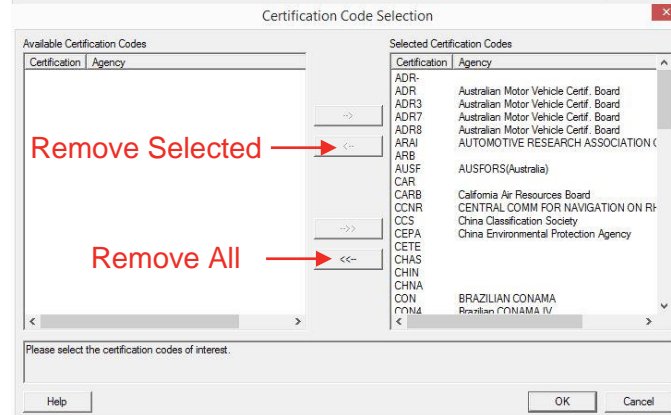 Certification Code Selection
x
Available Certification Codes
Certification Agency
Selected Certification Codes
Certification Agency
ADR-
ADR Australian Motor Vehicle Certif. Board
ADR3 Australian Motor Vehicle Certif. Board
ADR7 Australian Motor Vehicle Certif. Board
ADR8 Australian Motor Vehicle Certif. Board
ARAI AUTOMOTIVE RESEARCH ASSOCIATION
ARB
AUSF AUSFORS(Australia)
CAR
CARB California Air Resources Board
CCNR CENTRAL COMM FOR NAVIGATION ON
CCS China Classification Society
CEPA China Environmental Protection Agency
CETE
CHAS
CHIN
CHNA
CON BRAZILIAN CONAMA
CON4 Brazilian CONAMA IV
-->
Remove Selected
<--
-->>
Remove All
<<--
Please select the certification codes of interest.
Help
OK
Cancel